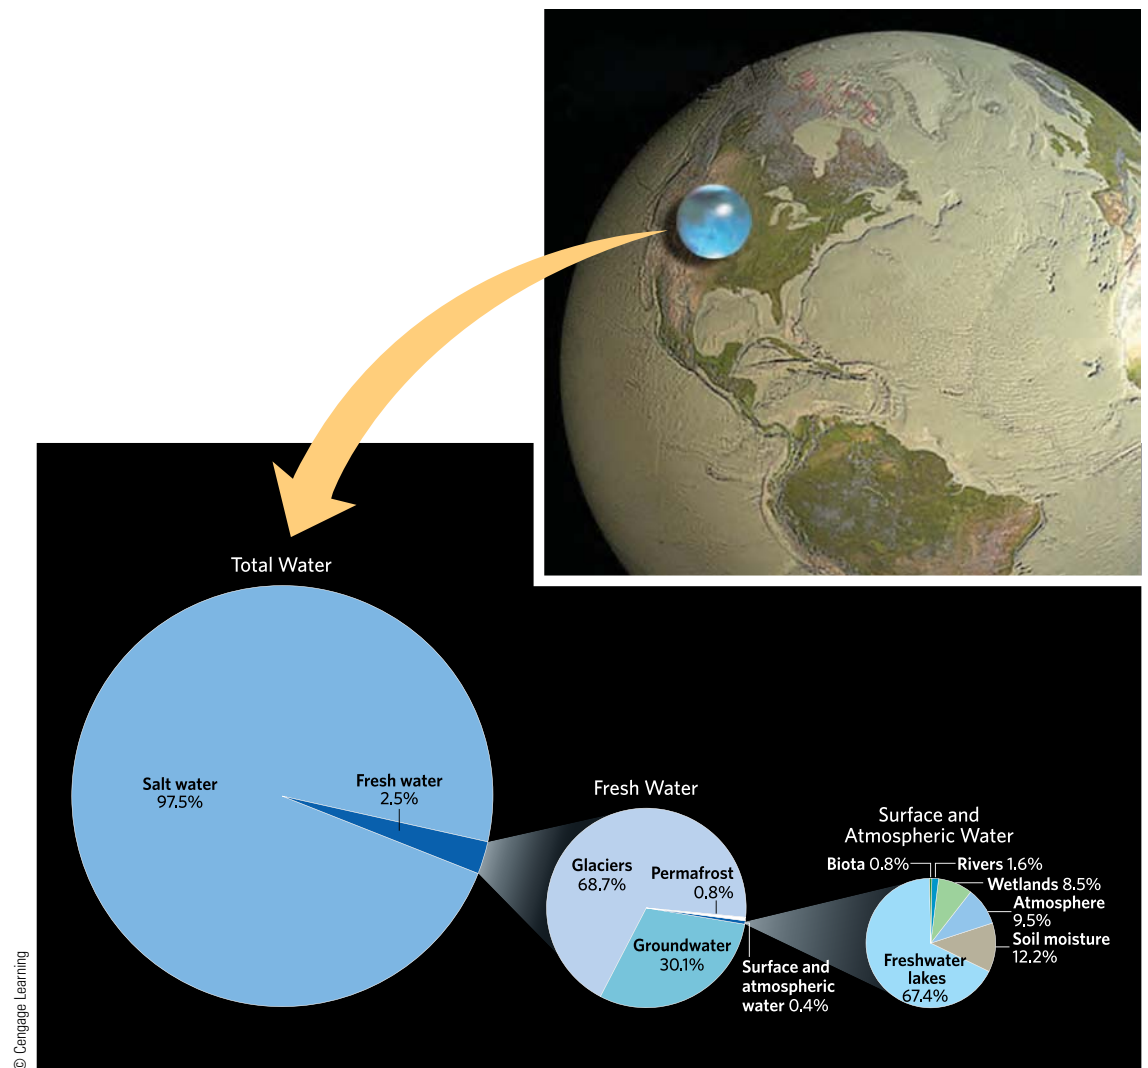 Total Water
Salt water
97.5%
Fresh water
2.5%
Fresh Water
Glaciers
68.7%
Permafrost
0.8%
Groundwater
30.1%
Surface and
atmospheric
water 0.4%
Surface and
Atmospheric Water
Biota 0.8%
Rivers 1.6%
Wetlands 8.5%
Atmosphere
9.5%
Soil moisture
12.2%
Freshwater
lakes
67.4%
© Cengage Learning